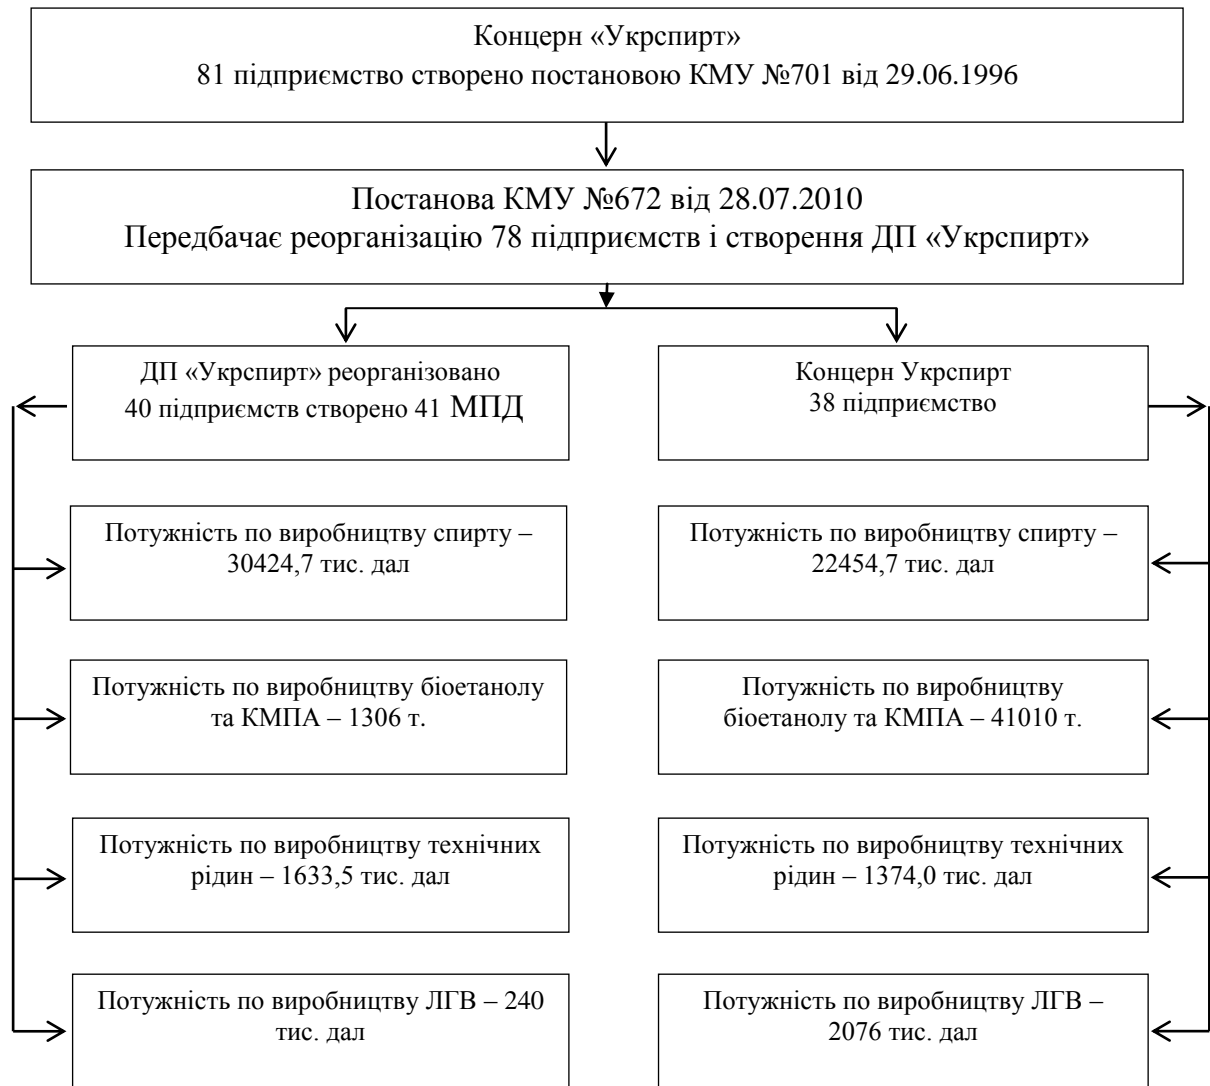 Концерн «Укрспирт»
81 підприємство створено постановою КМУ №701 від 29.06.1996
Постанова КМУ №672 від 28.07.2010
Передбачає реорганізацію 78 підприємств і створення ДП «Укрспирт»
ДП «Укрспирт» реорганізовано
40 підприємств створено 41 МПД
Концерн Укрспирт
38 підприємство
Потужність по виробництву спирту –
30424,7 тис. дал
Потужність по виробництву спирту –
22454,7 тис. дал
Потужність по виробництву біоетанолу
та КМПА – 1306 т.
Потужність по виробництву
біоетанолу та КМПА – 41010 т.
Потужність по виробництву технічних
рідин – 1633,5 тис. дал
Потужність по виробництву технічних
рідин – 1374,0 тис. дал
Потужність по виробництву ЛГВ – 240
тис. дал
Потужність по виробництву ЛГВ –
2076 тис. дал